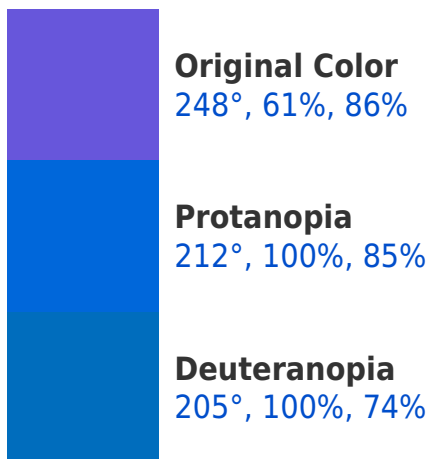 Original Color
248°, 61%, 86%
Protanopia
212°, 100%, 85%
Deuteranopia
205°, 100%, 74%